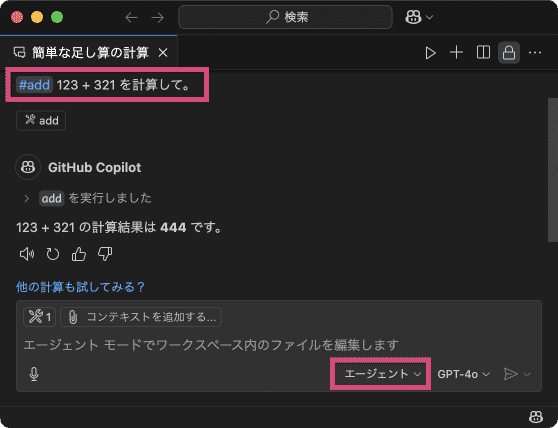 検索
簡単な足し算の計算
#add 123 + 321 を計算して。
add
GitHub Copilot
add を実行しました
123 + 321 の計算結果は 444 です。
他の計算も試してみる？
1 コンテキストを追加する...
エージェント モードでワークスペース内のファイルを編集します
エージェント GPT-4o